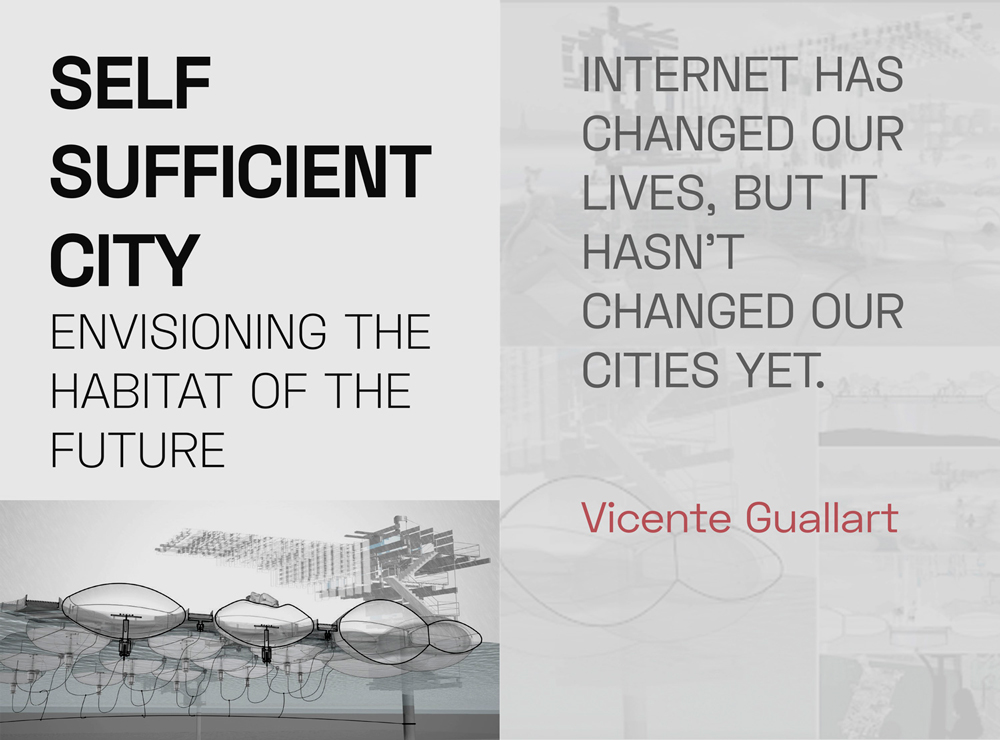 SELF
SUFFICIENT
CITY
ENVISIONING THE
HABITAT OF THE
FUTURE
INTERNET HAS
CHANGED OUR
LIVES, BUT IT
HASN’T
CHANGED OUR
CITIES YET.
Vicente Guallart